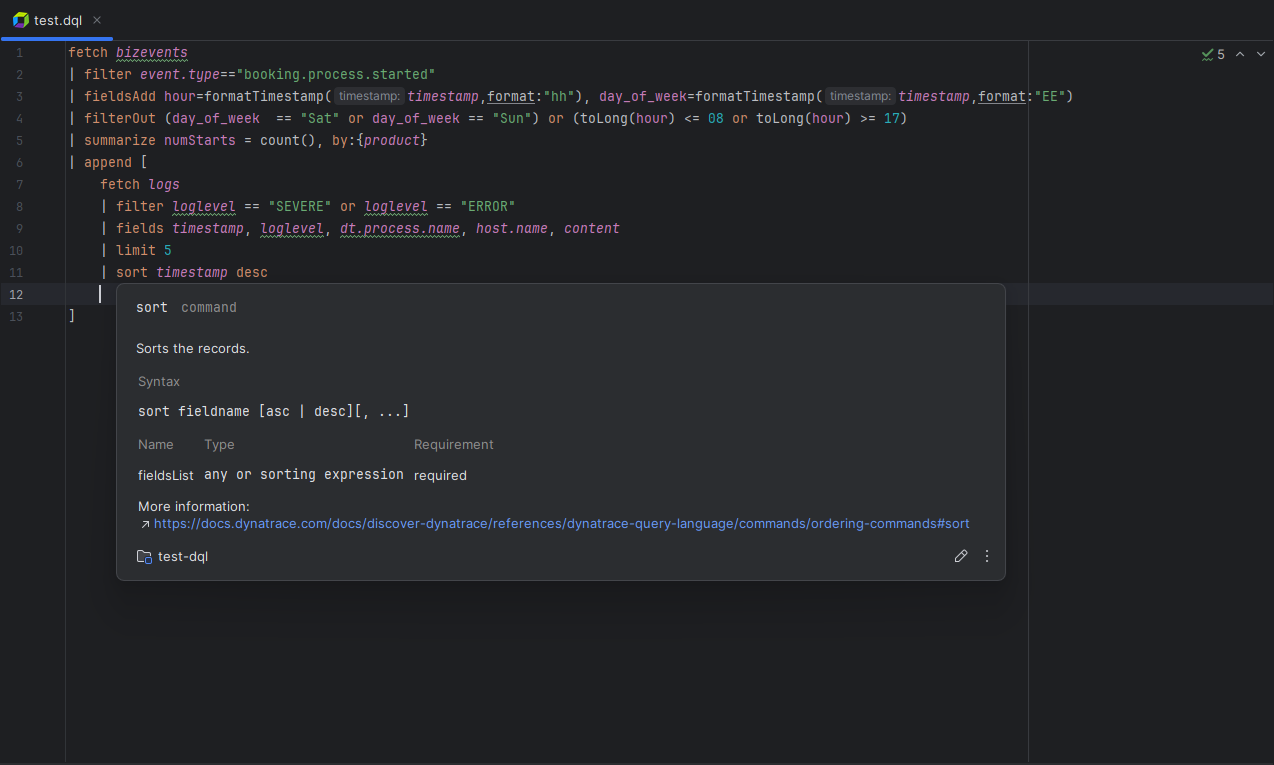 test.dql
5
1 fetch bizevents
2 | filter event.type=="booking.process.started"
3 | fieldsAdd hour=formatTimestamp( timestamp: timestamp,format:"hh"), day_of_week=formatTimestamp( timestamp: timestamp,format:"EE")
4 | filterOut (day_of_week  == "Sat" or day_of_week == "Sun") or (toLong(hour) <= 08 or toLong(hour) >= 17)
5 | summarize numStarts = count(), by:{product}
6 | append [
7     fetch logs
8     | filter loglevel == "SEVERE" or loglevel == "ERROR"
9     | fields timestamp, loglevel, dt.process.name, host.name, content
10     | limit 5
11     | sort timestamp desc
12
13 ]
sort command
Sorts the records.
Syntax
sort fieldname [asc | desc][, ...]
Name Type Requirement
fieldsList any or sorting expression required
More information:
https://docs.dynatrace.com/docs/discover-dynatrace/references/dynatrace-query-language/commands/ordering-commands#sort
test-dql